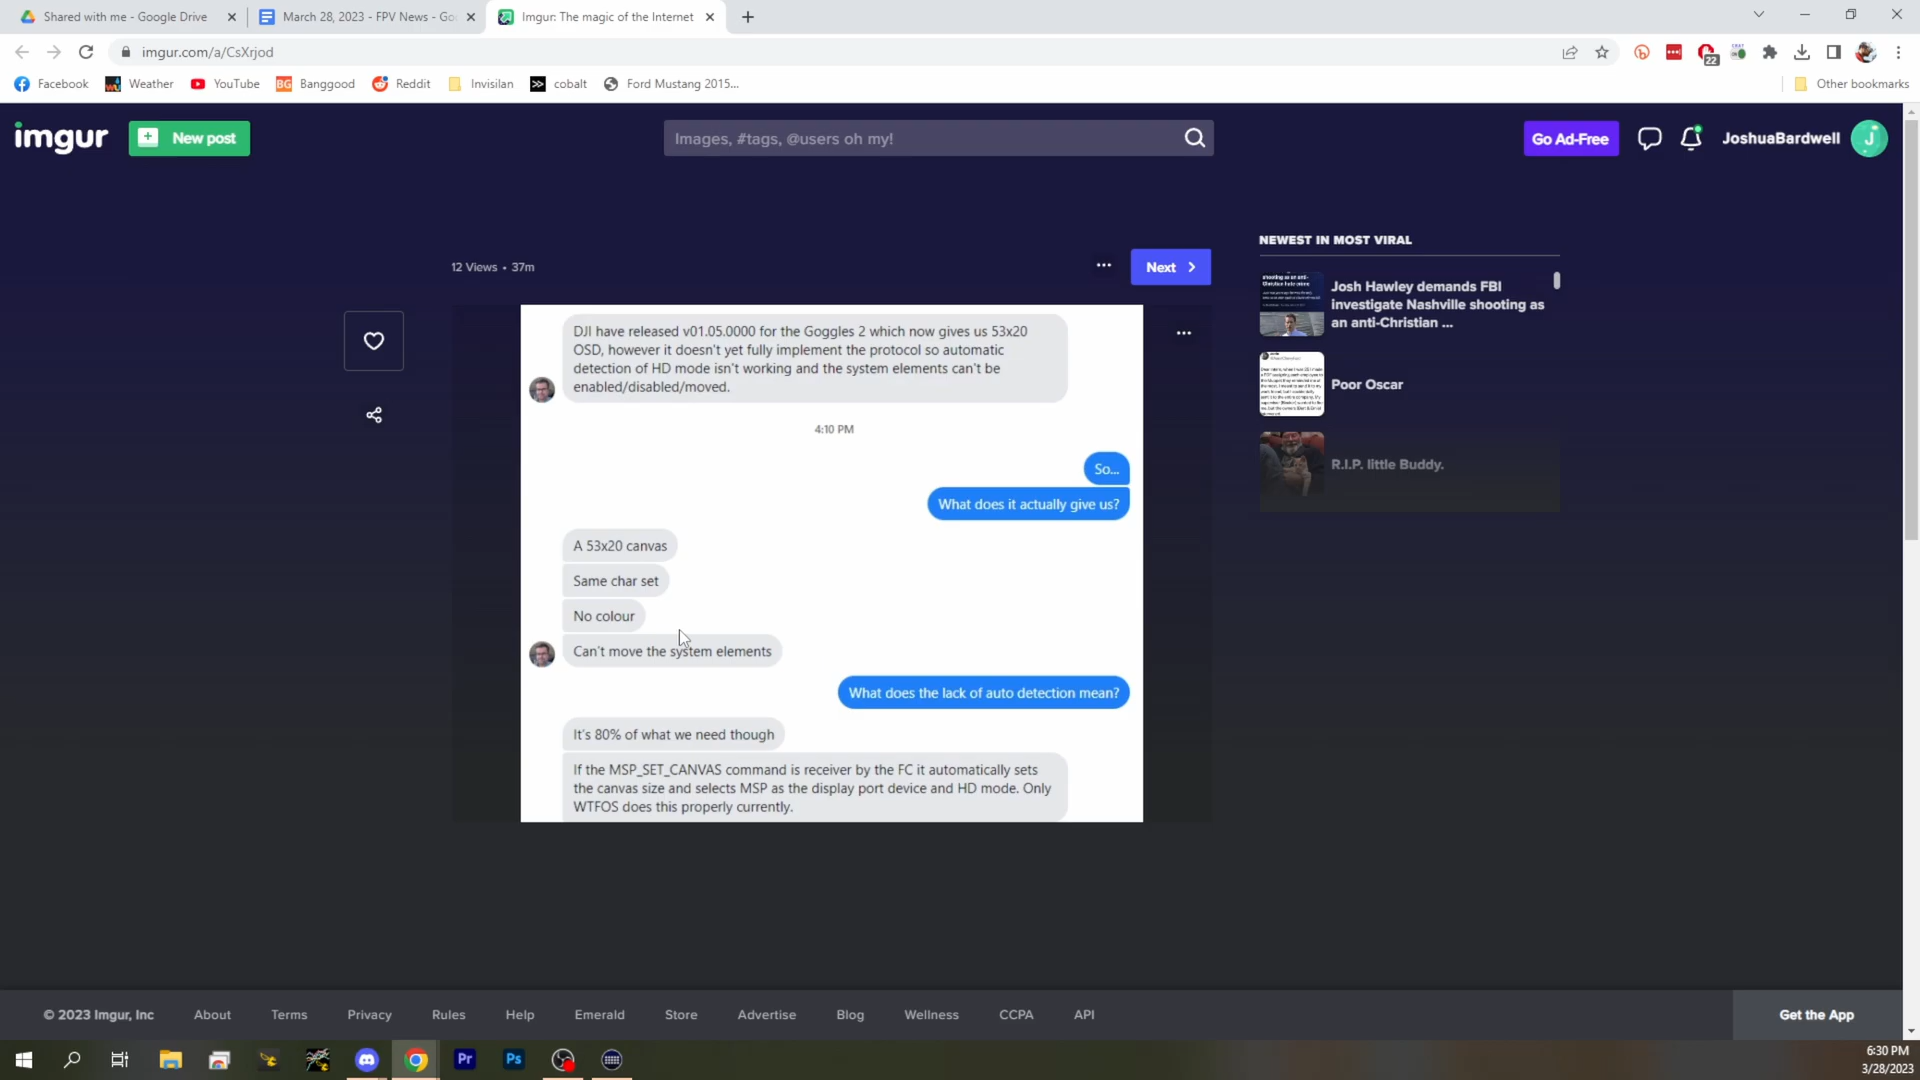 Shared with me - Google Drive
March 28, 2023 - FPV News - Go
Imgur: The magic of the Internet
imgur.com/a/CsXrjod
22
Facebook
Weather
YouTube
BG
Banggood
Reddit
Invisilan
cobalt
Ford Mustang 2015...
Other bookmarks
imgur
New post
Images, #tags, @users oh my!
Go Ad-Free
JoshuaBardwell
J
12 Views • 37m
Next
DJI have released v01.05.0000 for the Goggles 2 which now gives us 53x20
OSD, however it doesn't yet fully implement the protocol so automatic
detection of HD mode isn't working and the system elements can't be
enabled/disabled/moved.
4:10 PM
So...
What does it actually give us?
A 53x20 canvas
Same char set
No colour
Can't move the system elements
What does the lack of auto detection mean?
It's 80% of what we need though
If the MSP_SET_CANVAS command is receiver by the FC it automatically sets
the canvas size and selects MSP as the display port device and HD mode. Only
WTFOS does this properly currently.
NEWEST IN MOST VIRAL
Josh Hawley demands FBI
investigate Nashville shooting as
an anti-Christian ...
Poor Oscar
R.I.P. little Buddy.
© 2023 Imgur, Inc
About
Terms
Privacy
Rules
Help
Emerald
Store
Advertise
Blog
Wellness
CCPA
API
Get the App
Pr
Ps
6:30 PM
3/28/2023